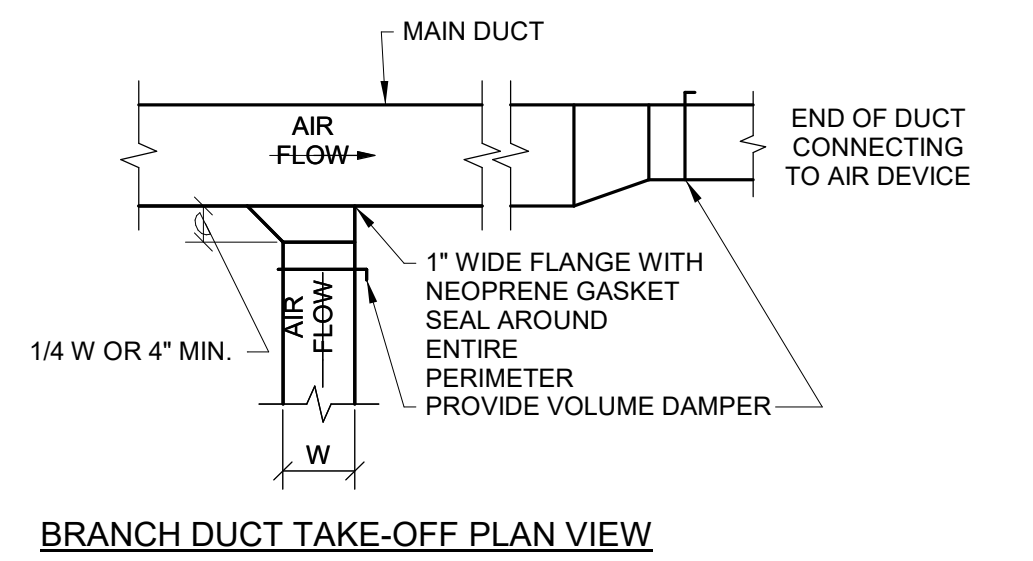 MAIN DUCT
AIR
FLOW
END OF DUCT
CONNECTING
TO AIR DEVICE
1" WIDE FLANGE WITH
NEOPRENE GASKET
SEAL AROUND
ENTIRE
PERIMETER
PROVIDE VOLUME DAMPER
AIR
FLOW
1/4 W OR 4" MIN.
W
BRANCH DUCT TAKE-OFF PLAN VIEW